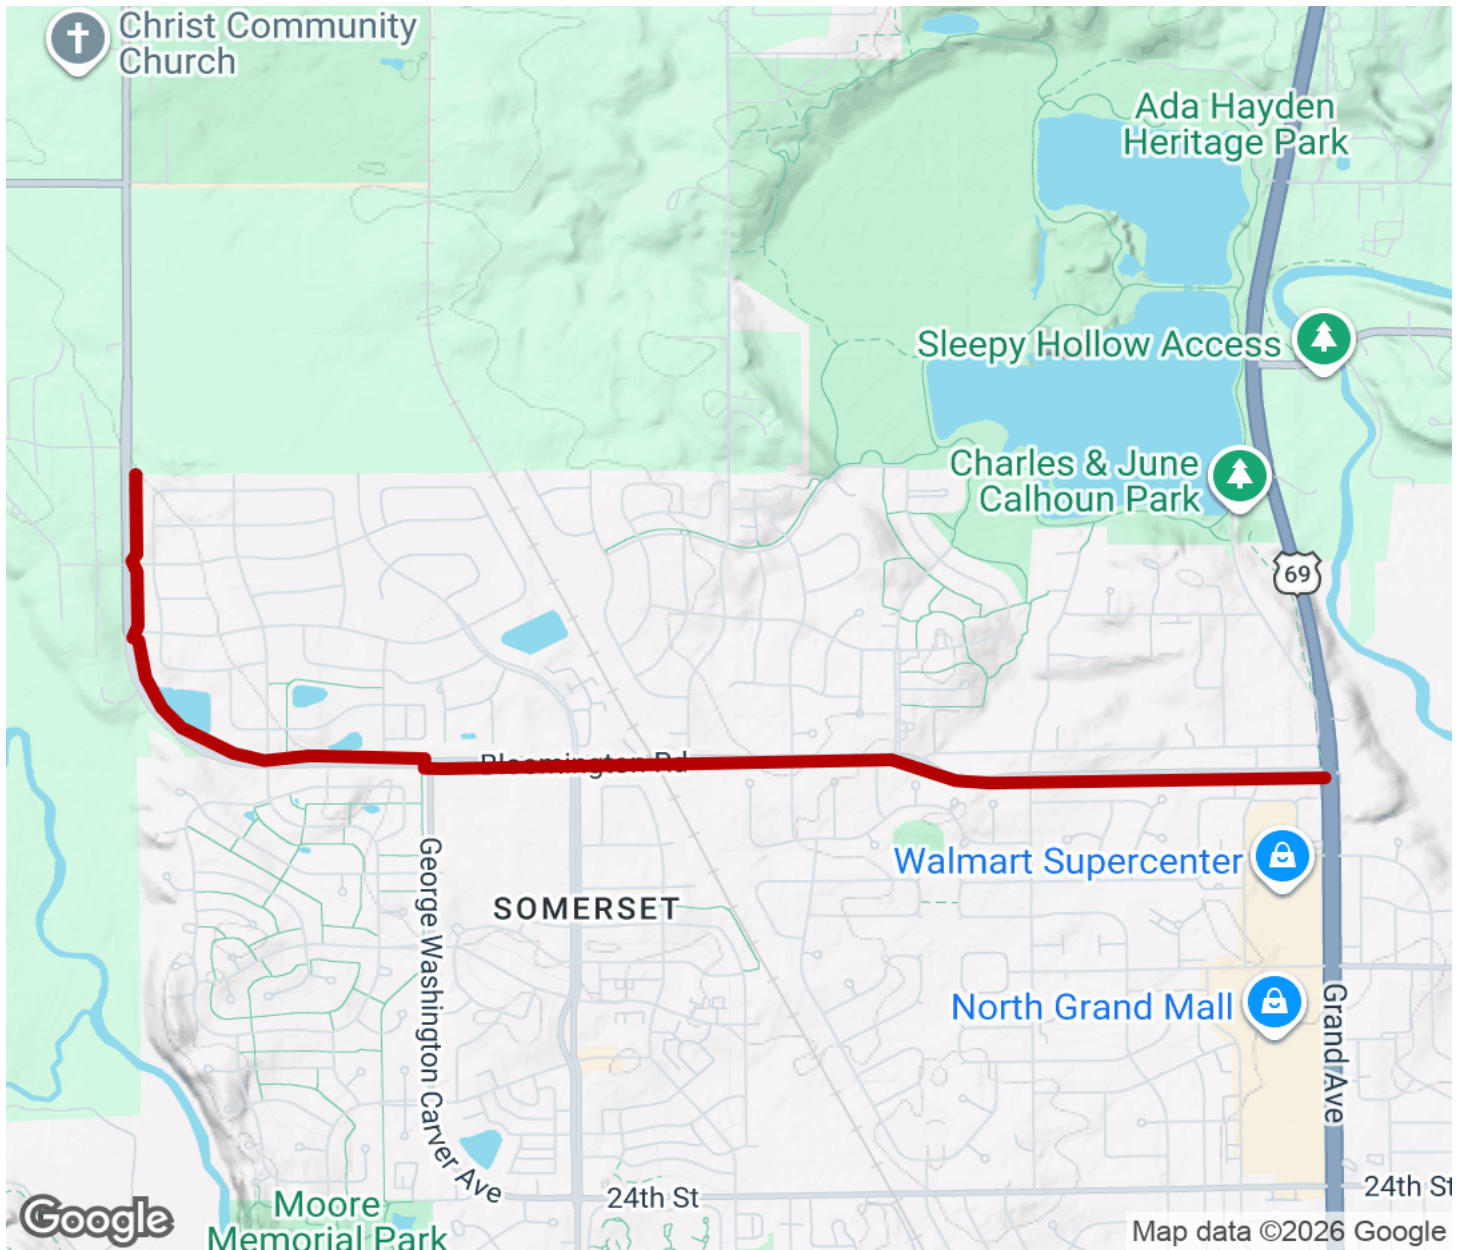 Christ Community
Church
Ada Hayden
Heritage Park
Sleepy Hollow Access
Charles & June
Calhoun Park
69
Bloomington Rd
Walmart Supercenter
George Washington Carver Ave
SOMERSET
North Grand Mall
Grand Ave
24th St
24th St
Moore
Memorial Park
Google
Map data ©2026 Google